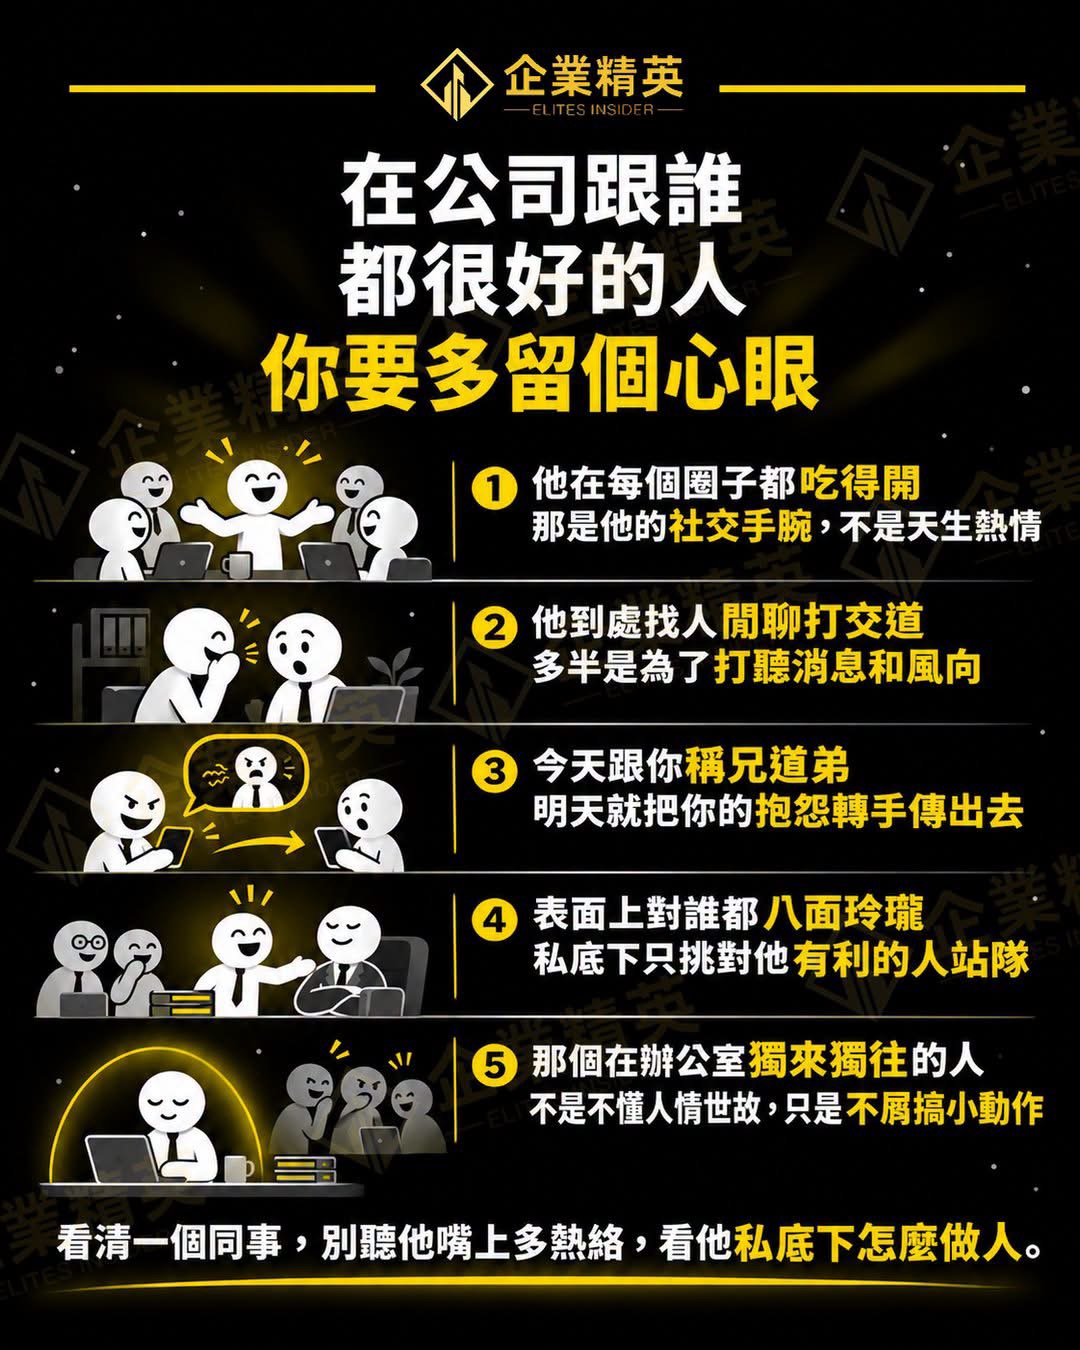 企業精英
ELITES INSIDER
在公司跟誰
都很好的人
你要多留個心眼
1 他在每個圈子都吃得開
那是他的社交手腕，不是天生熱情
2 他到處找人閒聊打交道
多半是為了打聽消息和風向
3 今天跟你稱兄道弟
明天就把你的抱怨轉手傳出去
4 表面上對誰都八面玲瓏
私底下只挑對他有利的人站隊
5 那個在辦公室獨來獨往的人
不是不懂人情世故，只是不屑搞小動作
看清一個同事，別聽他嘴上多熱絡，看他私底下怎麼做人。